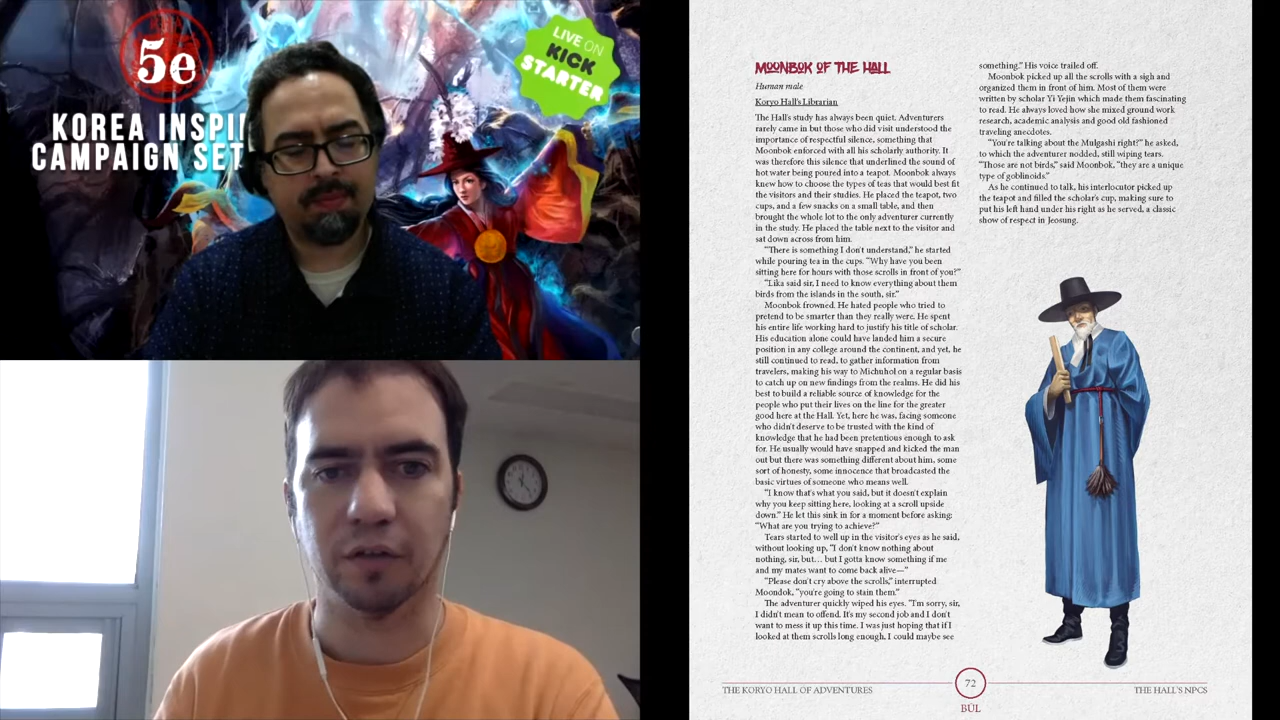 5e
KOREA INSPI
CAMPAIGN SET
LIVE ON
KICK
STARTER
MOONBOK OF THE HALL
Human male
Koryo Hall's Librarian
The Hall's study has always been quiet. Adventurers
rarely came in but those who did visit understood the
importance of respectful silence, something that
Moonbok enforced with all his scholarly authority. It
was therefore this silence that underlined the sound of
hot water being poured into a teapot. Moonbok always
knew how to choose the types of teas that would best fit
the visitors and their studies. He placed the teapot, two
cups, and a few snacks on a small table, and then
brought the whole lot to the only adventurer currently
in the study. He placed the table next to the visitor and
sat down across from him.
"There is something I don't understand," he started
while pouring tea in the cups. "Why have you been
sitting here for hours with those scrolls in front of you?"
"Lika said sir, I need to know everything about them
birds from the islands in the south, sir."
Moonbok frowned. He hated people who tried to
pretend to be smarter than they really were. He spent
his entire life working hard to justify his title of scholar.
His education alone could have landed him a secure
position in any college around the continent, and yet, he
still continued to read, to gather information from
travelers, making his way to Michuhol on a regular basis
to catch up on new findings from the realms. He did his
best to build a reliable source of knowledge for the
people who put their lives on the line for the greater
good here at the Hall. Yet, here he was, facing someone
who didn't deserve to be trusted with the kind of
knowledge that he had been pretentious enough to ask
for. He usually would have snapped and kicked the man
out but there was something different about him, some
sort of honesty, some innocence that broadcasted the
basic virtues of someone who means well.
"I know that's what you said, but it doesn't explain
why you keep sitting here, looking at a scroll upside
down." He let this sink in for a moment before asking:
"What are you trying to achieve?"
Tears started to well up in the visitor's eyes as he said,
without looking up, "I don't know nothing about
nothing, sir, but... but I gotta know something if me
and my mates want to come back alive—"
"Please don't cry above the scrolls," interrupted
Moondok, "you're going to stain them."
The adventurer quickly wiped his eyes. "I'm sorry, sir,
I didn't mean to offend. It's my second job and I don't
want to mess it up this time. I was just hoping that if I
looked at them scrolls long enough, I could maybe see
something." His voice trailed off.
Moonbok picked up all the scrolls with a sigh and
organized them in front of him. Most of them were
written by scholar Yi Yejin which made them fascinating
to read. He always loved how she mixed ground work
research, academic analysis and good old fashioned
traveling anecdotes.
"You're talking about the Mulgashi right?" he asked,
to which the adventurer nodded, still wiping tears.
"Those are not birds," said Moonbok, "they are a unique
type of goblinoids."
As he continued to talk, his interlocutor picked up
the teapot and filled the scholar's cup, making sure to
put his left hand under his right as he served, a classic
show of respect in Jeosung.
THE KORYO HALL OF ADVENTURES
72
BUL
THE HALL'S NPCS